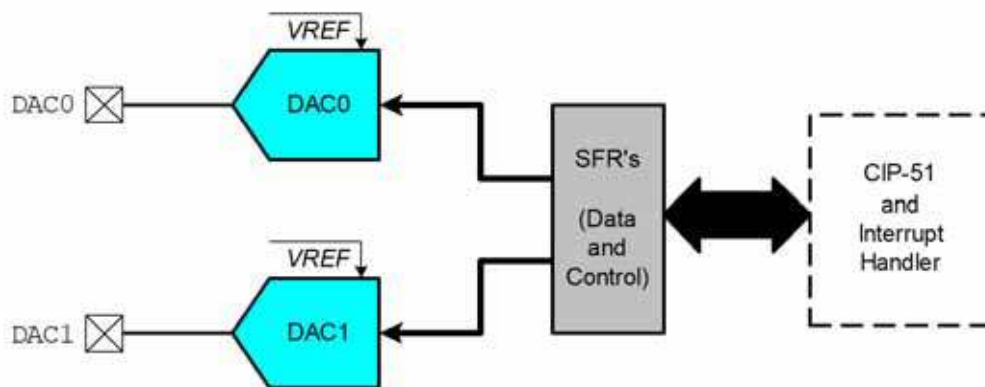 VREF
DAC0
DAC0
SFR's
(Data
and
Control)
CIP-51
and
Interrupt
Handler
VREF
DAC1
DAC1